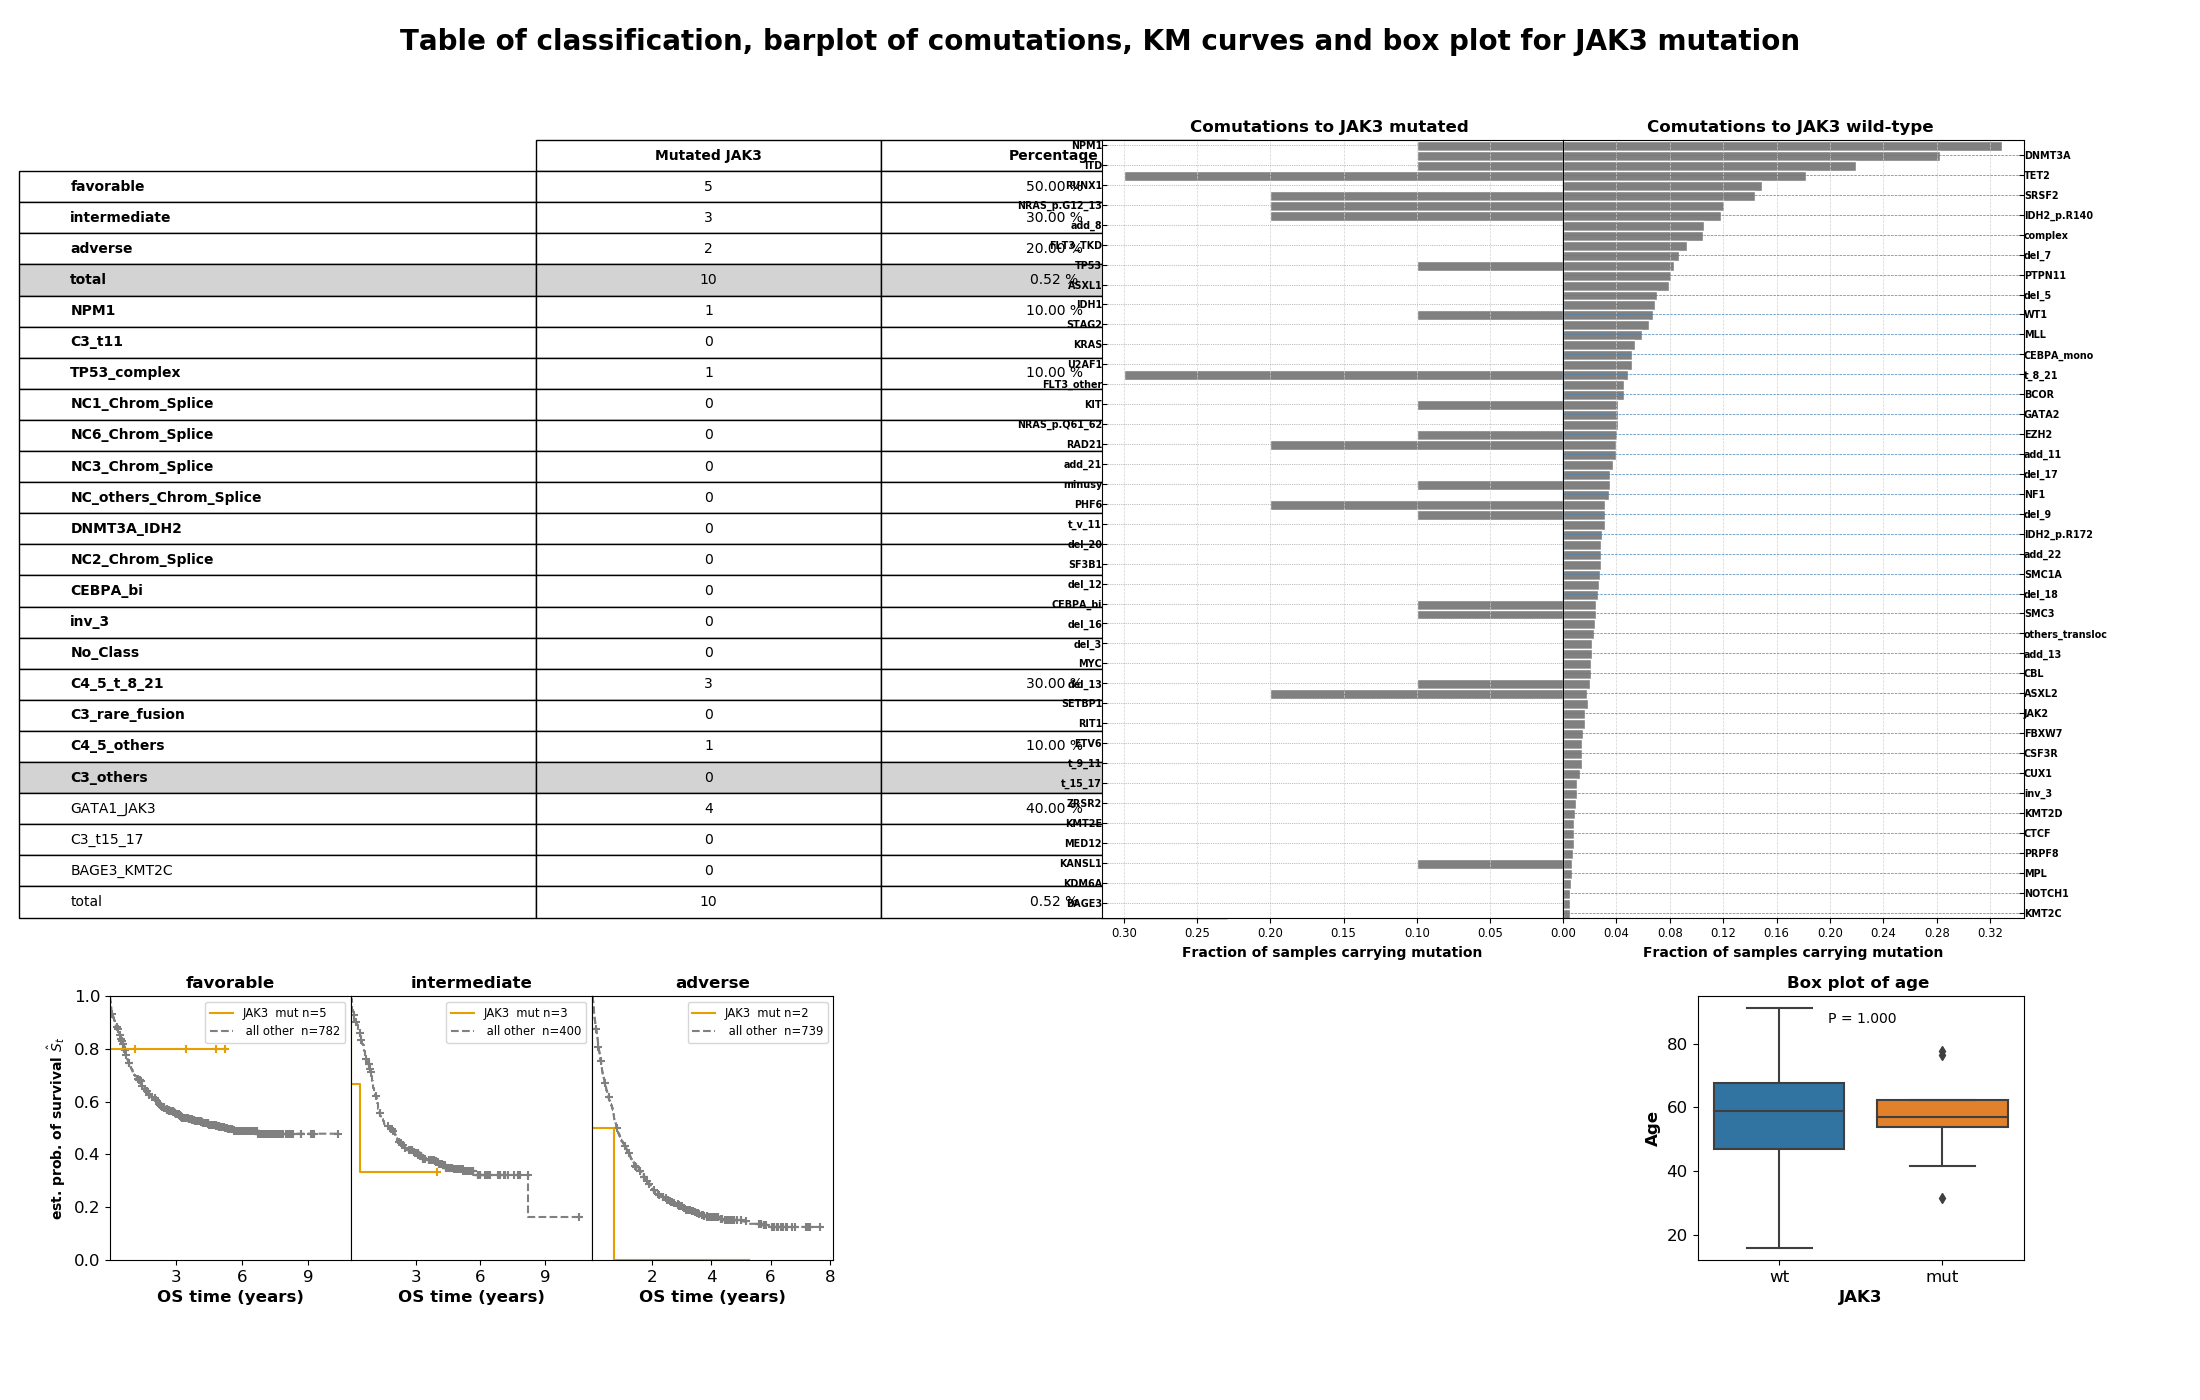 Table of classification, barplot of comutations, KM curves and box plot for JAK3 mutation
Mutated JAK3 Percentage
favorable 5 50.00 %
intermediate 3 30.00 %
adverse 2 20.00 %
total 10 0.52 %
NPM1 1 10.00 %
C3_t11 0
TP53_complex 1 10.00 %
NC1_Chrom_Splice 0
NC6_Chrom_Splice 0
NC3_Chrom_Splice 0
NC_others_Chrom_Splice 0
DNMT3A_IDH2 0
NC2_Chrom_Splice 0
CEBPA_bi 0
inv_3 0
No_Class 0
C4_5_t_8_21 3 30.00 %
C3_rare_fusion 0
C4_5_others 1 10.00 %
C3_others 0
GATA1_JAK3 4 40.00 %
C3_t15_17 0
BAGE3_KMT2C 0
total 10 0.52 %
Comutations to JAK3 mutated
NPM1
ITD
RUNX1
NRAS_p.G12_13
add_8
FLT3_TKD
TP53
ASXL1
IDH1
STAG2
KRAS
U2AF1
FLT3_other
KIT
NRAS_p.Q61_62
RAD21
add_21
minusy
PHF6
t_v_11
del_20
SF3B1
del_12
CEBPA_bi
del_16
del_3
MYC
del_13
SETBP1
RIT1
ETV6
t_9_11
t_15_17
ZRSR2
KMT2E
MED12
KANSL1
KDM6A
BAGE3
0.30 0.25 0.20 0.15 0.10 0.05
Fraction of samples carrying mutation
Comutations to JAK3 wild-type
DNMT3A
TET2
SRSF2
IDH2_p.R140
complex
del_7
PTPN11
del_5
WT1
MLL
CEBPA_mono
t_8_21
BCOR
GATA2
EZH2
add_11
del_17
NF1
del_9
IDH2_p.R172
add_22
SMC1A
del_18
SMC3
others_transloc
add_13
CBL
ASXL2
JAK2
FBXW7
CSF3R
CUX1
inv_3
KMT2D
CTCF
PRPF8
MPL
NOTCH1
KMT2C
0.00 0.04 0.08 0.12 0.16 0.20 0.24 0.28 0.32
Fraction of samples carrying mutation
favorable
JAK3 mut n=5
all other n=782
est. prob. of survival Ŝt
1.0
0.8
0.6
0.4
0.2
0.0
3 6 9
OS time (years)
intermediate
JAK3 mut n=3
all other n=400
3 6 9
OS time (years)
adverse
JAK3 mut n=2
all other n=739
2 4 6 8
OS time (years)
Box plot of age
P = 1.000
Age
80
60
40
20
wt mut
JAK3